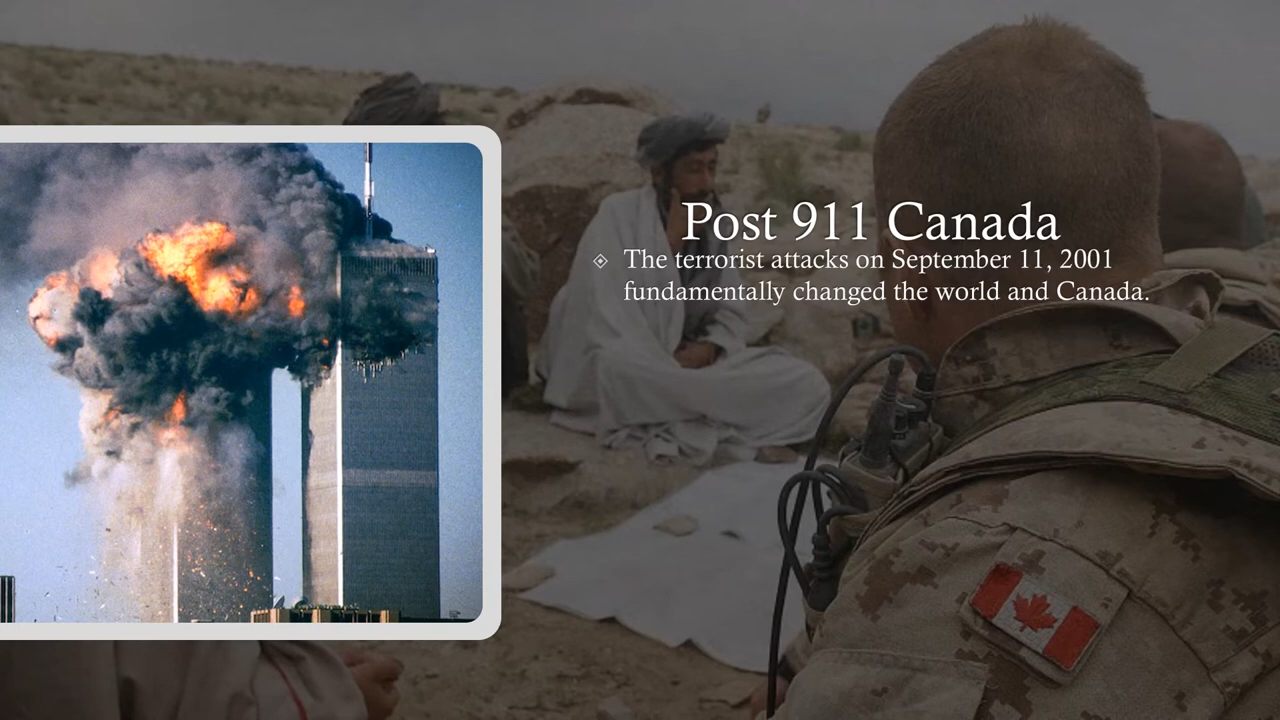 Post 911 Canada
The terrorist attacks on September 11, 2001
fundamentally changed the world and Canada.